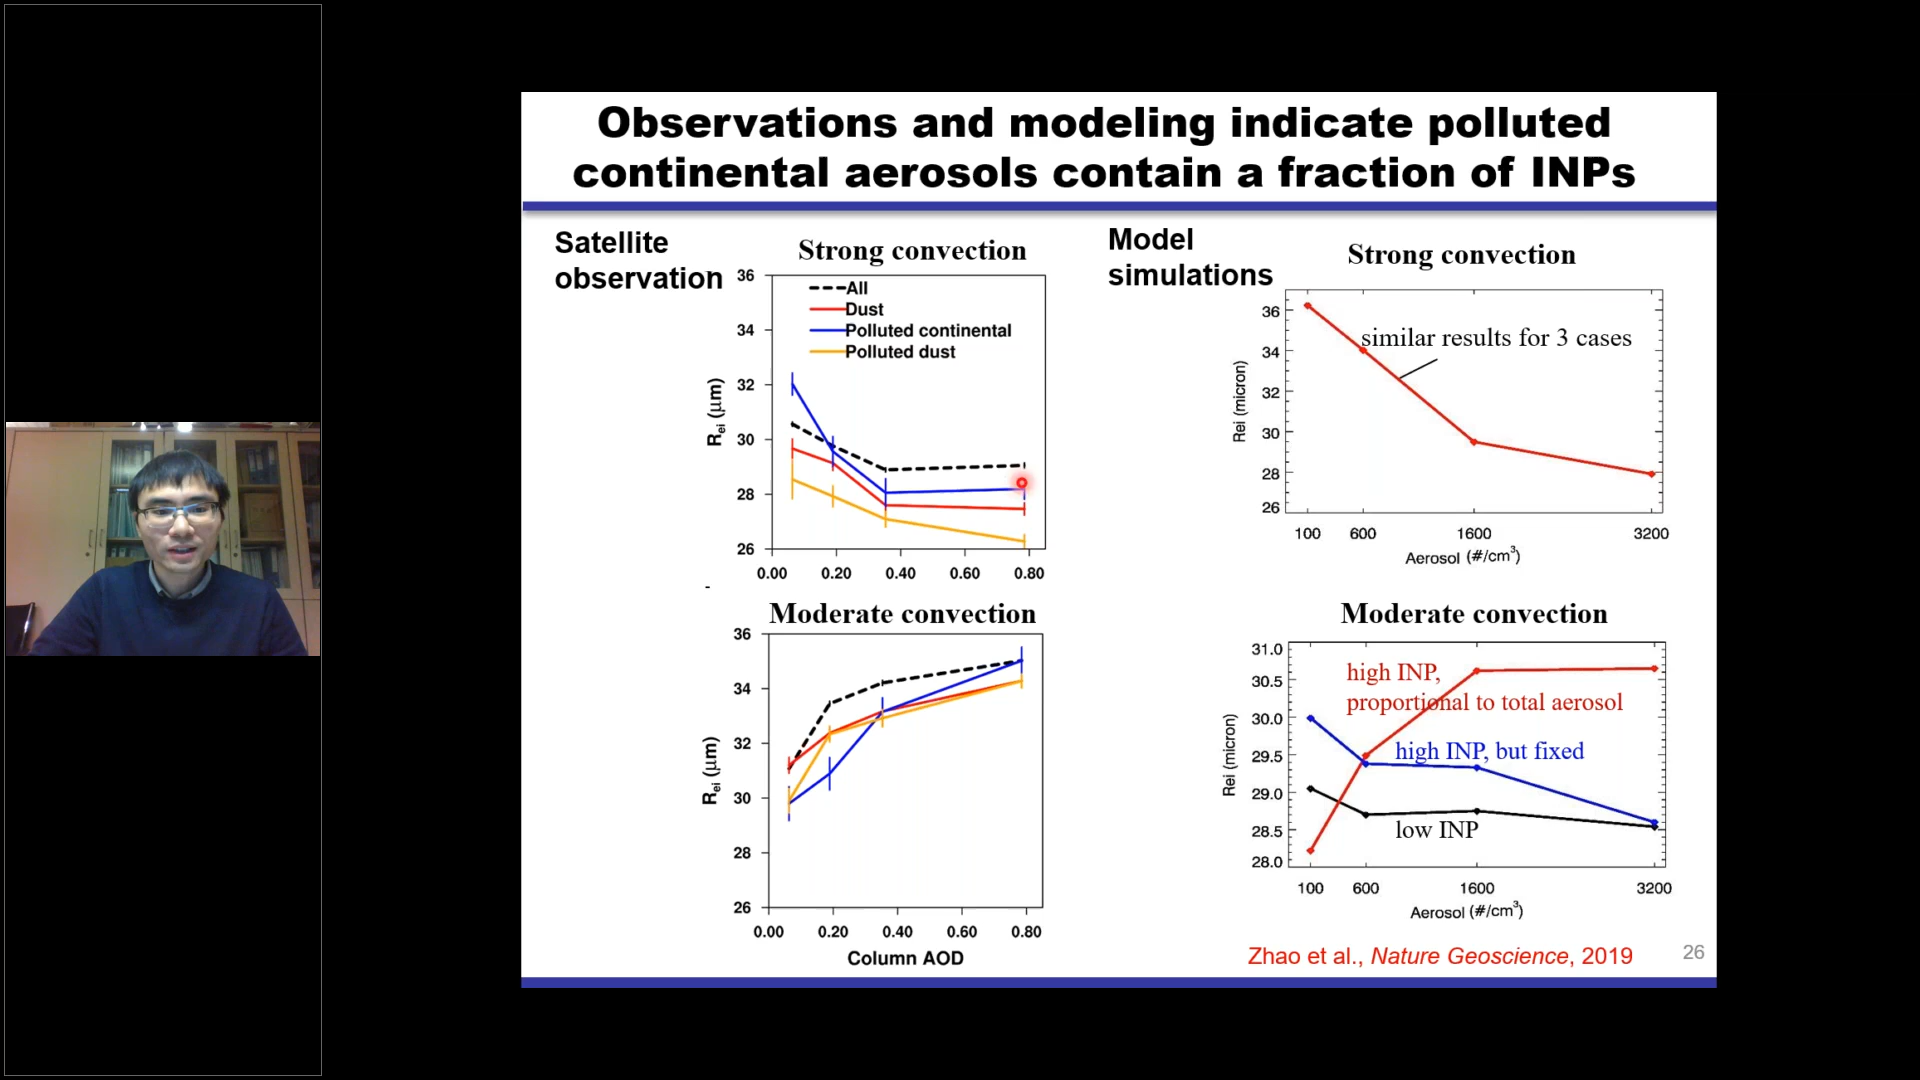 Observations and modeling indicate polluted
continental aerosols contain a fraction of INPs
Satellite
observation
Strong convection
36
34
32
30
28
26
R_ei (μm)
All
Dust
Polluted continental
Polluted dust
0.00 0.20 0.40 0.60 0.80
-
Moderate convection
36
34
32
30
28
26
R_ei (μm)
0.00 0.20 0.40 0.60 0.80
Column AOD
Model
simulations
Strong convection
36
34
32
30
28
26
Rei (micron)
similar results for 3 cases
100 600 1600 3200
Aerosol (#/cm³)
Moderate convection
31.0
30.5
30.0
29.5
29.0
28.5
28.0
Rei (micron)
high INP,
proportional to total aerosol
high INP, but fixed
low INP
100 600 1600 3200
Aerosol (#/cm³)
Zhao et al., Nature Geoscience, 2019
26